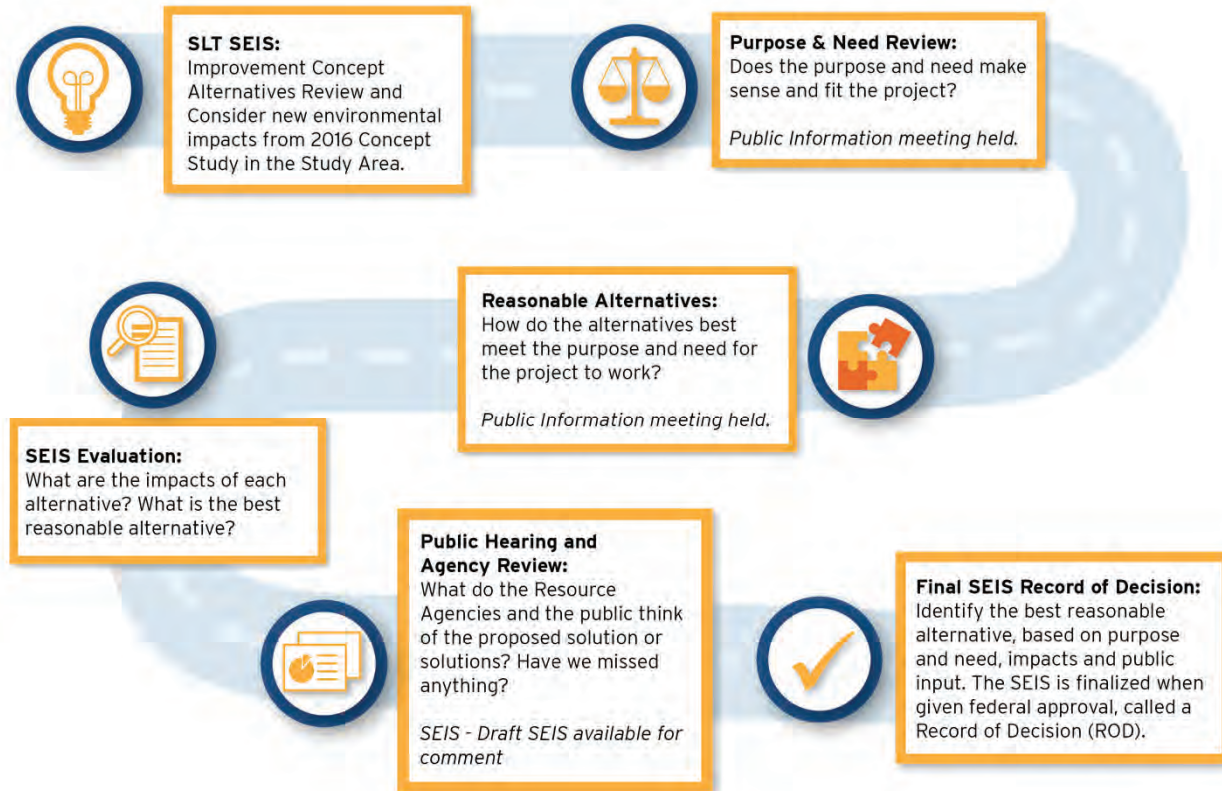 SLT SEIS:
Improvement Concept
Alternatives Review and
Consider new environmental
impacts from 2016 Concept
Study in the Study Area.
Purpose & Need Review:
Does the purpose and need make
sense and fit the project?
Public Information meeting held.
Reasonable Alternatives:
How do the alternatives best
meet the purpose and need for
the project to work?
Public Information meeting held.
SEIS Evaluation:
What are the impacts of each
alternative? What is the best
reasonable alternative?
Public Hearing and
Agency Review:
What do the Resource
Agencies and the public think
of the proposed solution or
solutions? Have we missed
anything?
SEIS - Draft SEIS available for
comment
Final SEIS Record of Decision:
Identify the best reasonable
alternative, based on purpose
and need, impacts and public
input. The SEIS is finalized when
given federal approval, called a
Record of Decision (ROD).